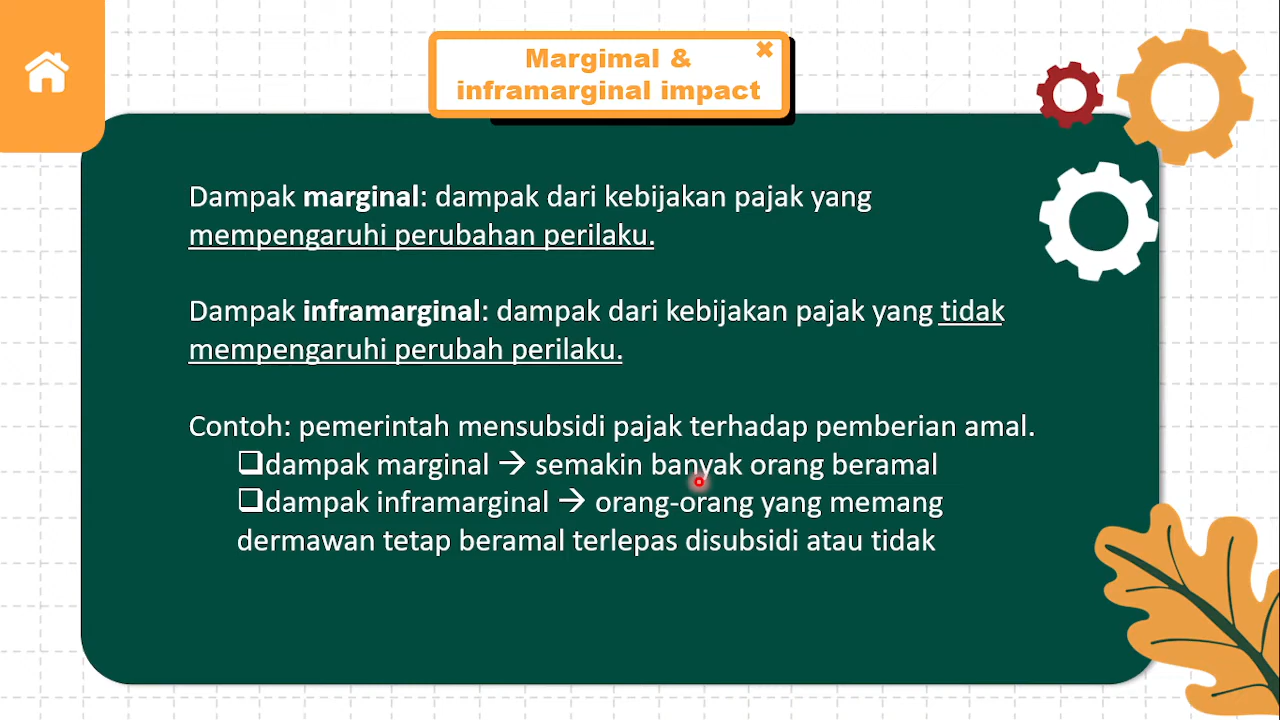 Margimal &
inframarginal impact
Dampak marginal: dampak dari kebijakan pajak yang
mempengaruhi perubahan perilaku.
Dampak inframarginal: dampak dari kebijakan pajak yang tidak
mempengaruhi perubah perilaku.
Contoh: pemerintah mensubsidi pajak terhadap pemberian amal.
❑dampak marginal → semakin banyak orang beramal
❑dampak inframarginal → orang-orang yang memang
dermawan tetap beramal terlepas disubsidi atau tidak